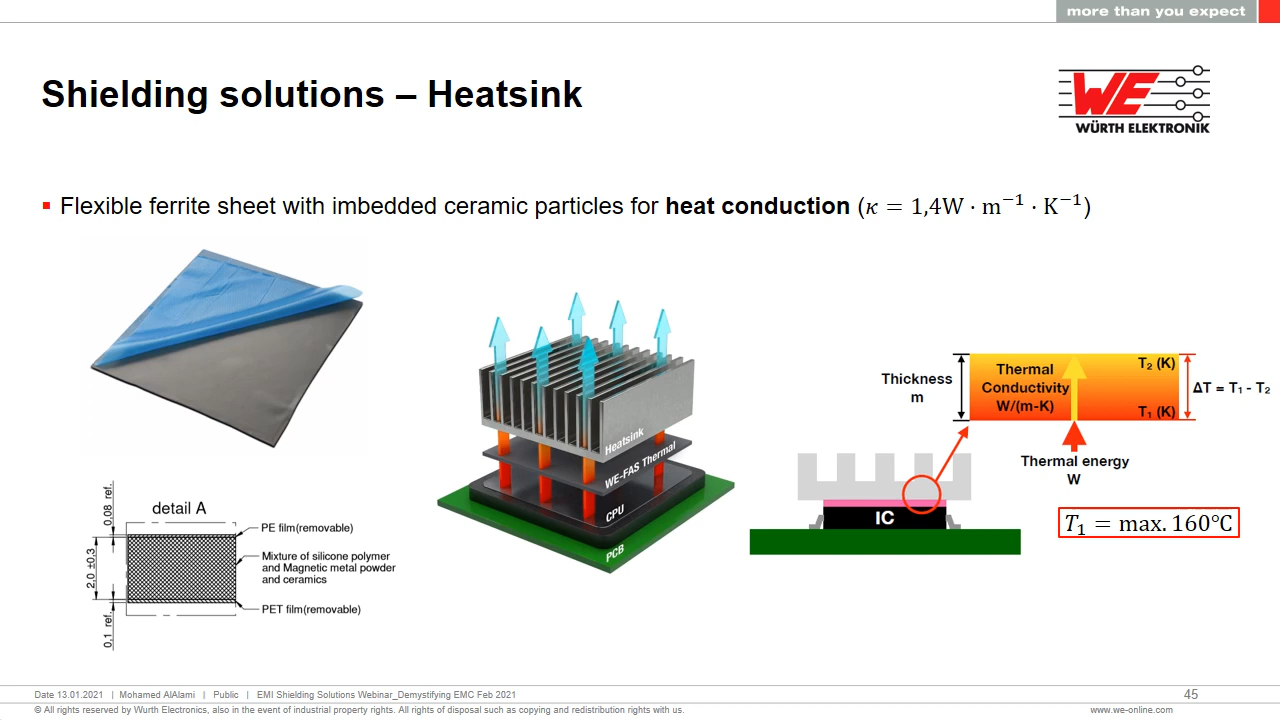 more than you expect
Shielding solutions – Heatsink
WE
WÜRTH ELEKTRONIK
▪ Flexible ferrite sheet with imbedded ceramic particles for heat conduction (κ = 1,4W · m⁻¹ · K⁻¹)
Heatsink
WE-FAS Thermal
CPU
PCB
Thickness
m
Thermal
Conductivity
W/(m-K)
T₂ (K)
T₁ (K)
ΔT = T₁ - T₂
Thermal energy
W
IC
T₁ = max. 160°C
detail A
0,08 ref.
2,0 ±0,3
0,1 ref.
PE film(removable)
Mixture of silicone polymer
and Magnetic metal powder
and ceramics
PET film(removable)
Date 13.01.2021 | Mohamed AlAlami | Public | EMI Shielding Solutions Webinar_Demystifying EMC Feb 2021
45
© All rights reserved by Wurth Electronics, also in the event of industrial property rights. All rights of disposal such as copying and redistribution rights with us.
www.we-online.com